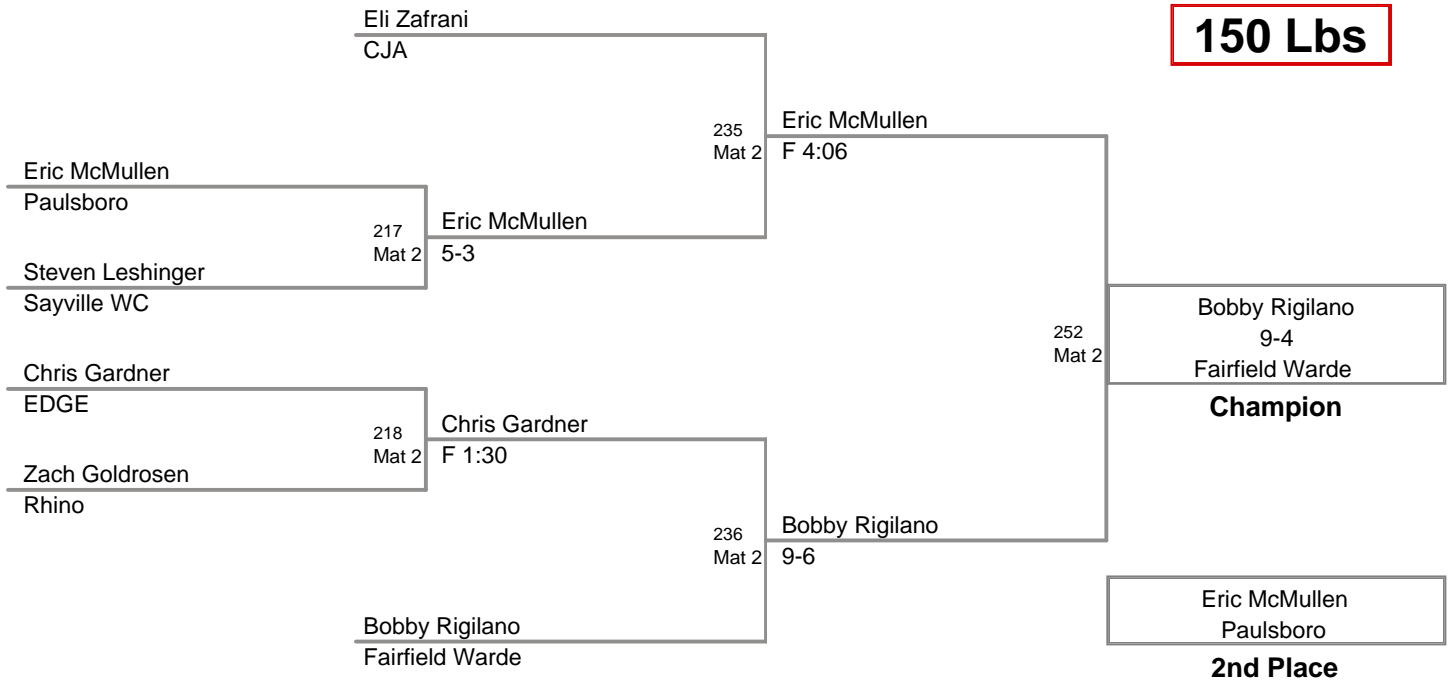 150 Lbs
Eli Zafrani
CJA
235
Mat 2
Eric McMullen
F 4:06
Eric McMullen
Paulsboro
217
Mat 2
Eric McMullen
5-3
Steven Leshinger
Sayville WC
252
Mat 2
Bobby Rigilano
9-4
Fairfield Warde
Champion
Chris Gardner
EDGE
218
Mat 2
Chris Gardner
F 1:30
Zach Goldrosen
Rhino
236
Mat 2
Bobby Rigilano
9-6
Bobby Rigilano
Fairfield Warde
Eric McMullen
Paulsboro
2nd Place